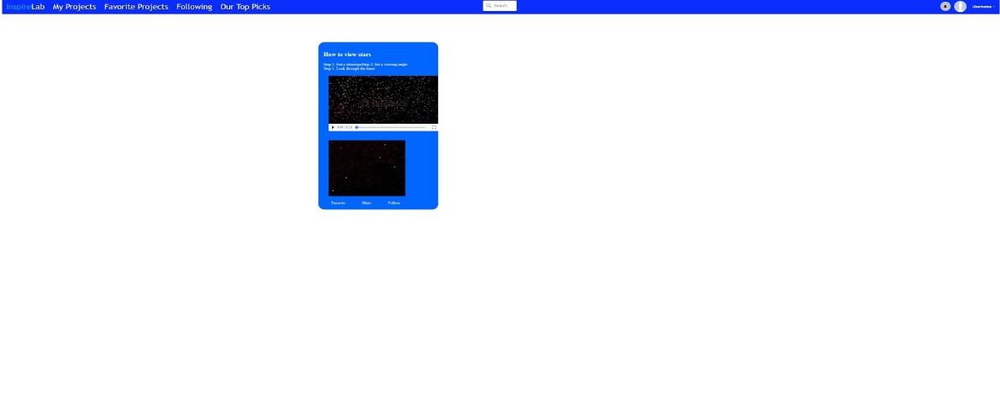 InspireLab My Projects Favorite Projects Following Our Top Picks Search Username
How to view stars
Step 1: Get a telescopeStep 2: Set a viewing angle
Step 3: Look through the lense
Favorite Share Follow